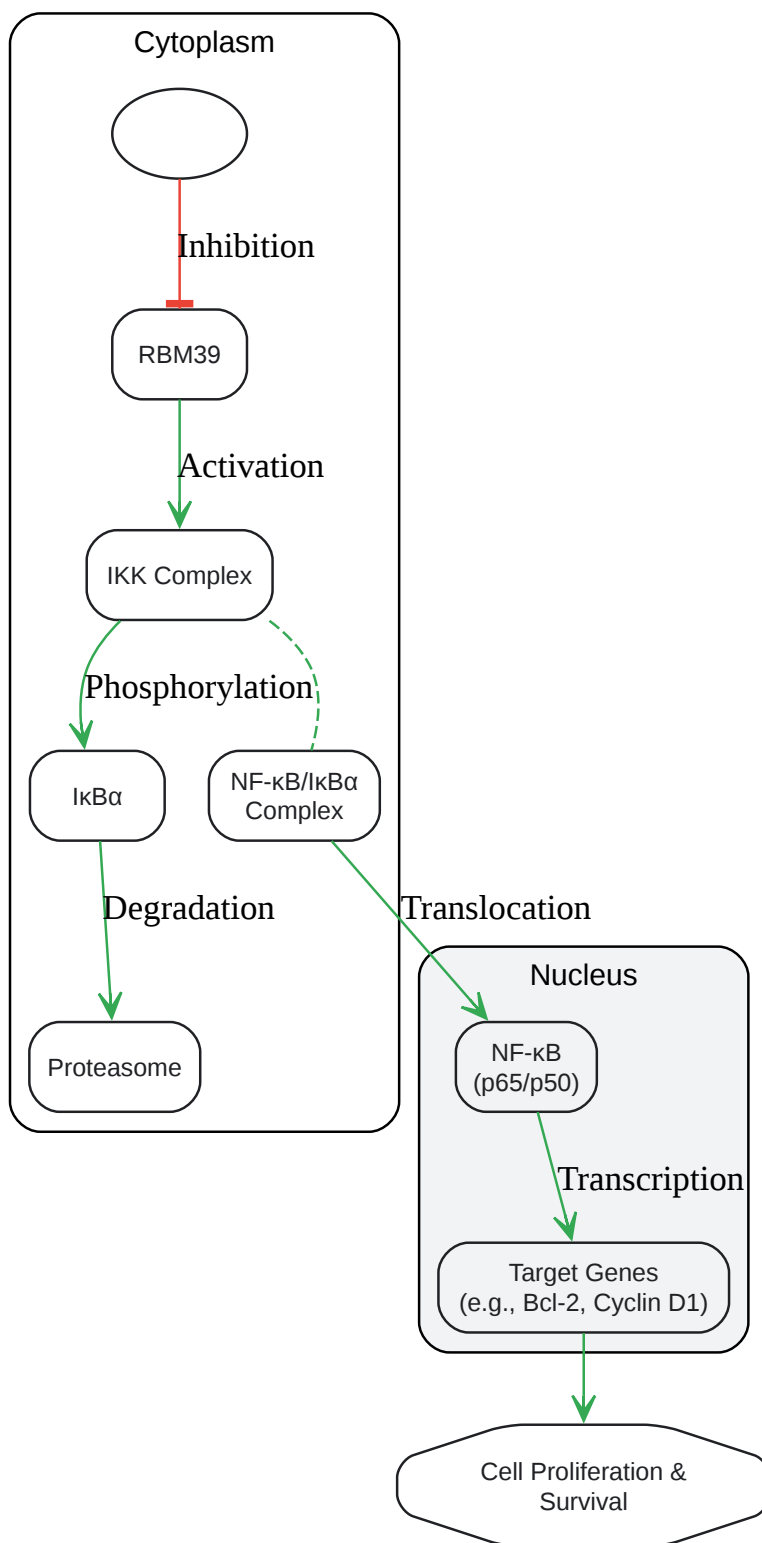 Cytoplasm
Inhibition
RBM39
Activation
IKK Complex
Phosphorylation
IκBα
NF-κB/IκBα
Complex
Degradation
Translocation
Nucleus
Proteasome
NF-κB
(p65/p50)
Transcription
Target Genes
(e.g., Bcl-2, Cyclin D1)
Cell Proliferation &
Survival